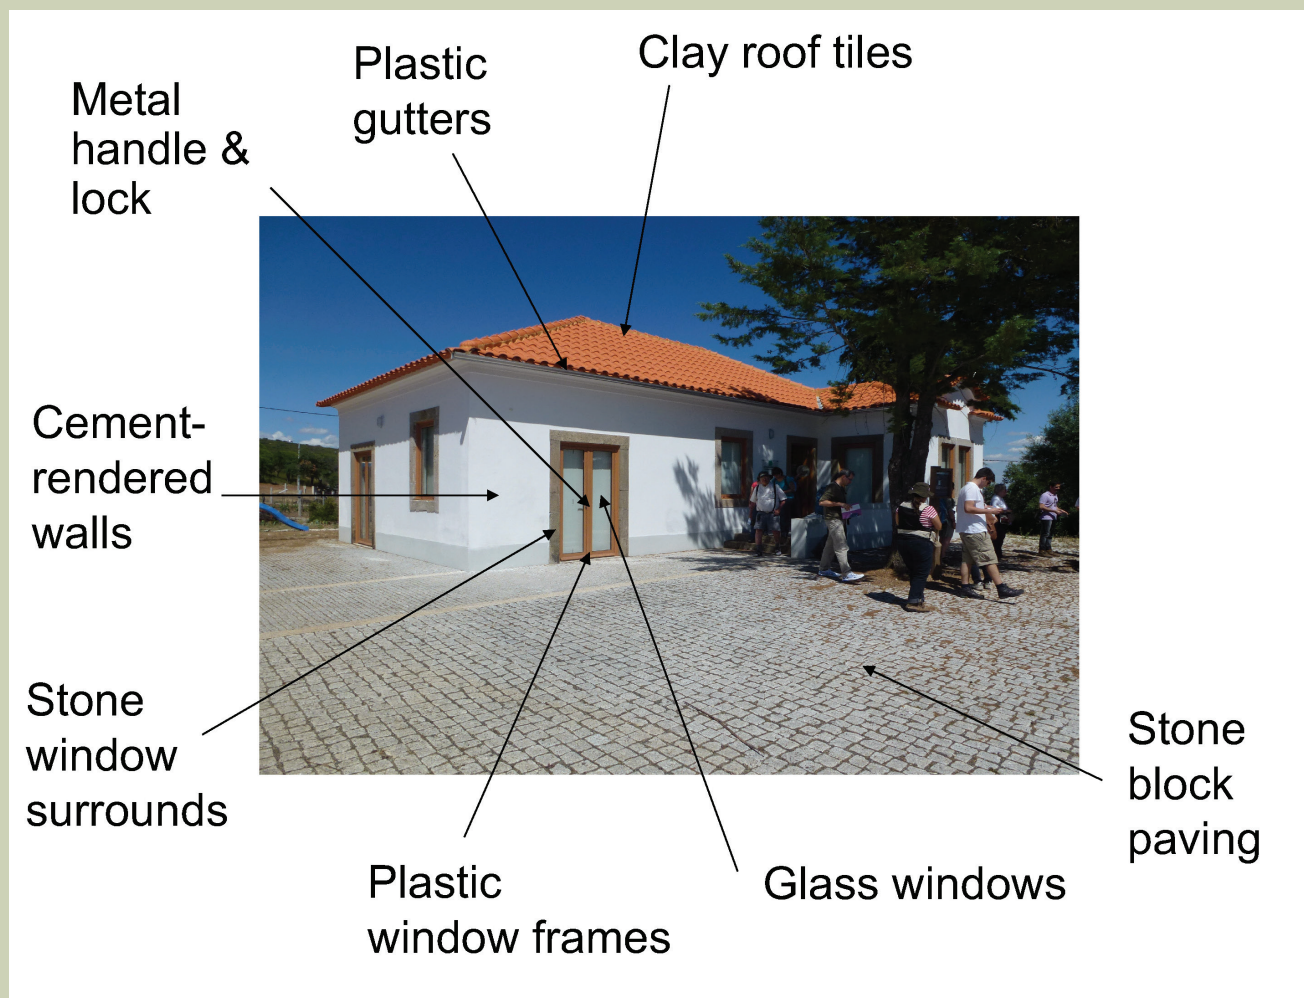 Clay roof tiles
Plastic
gutters
Metal
handle &
lock
Cement-
rendered
walls
Stone
window
surrounds
Plastic
window frames
Glass windows
Stone
block
paving